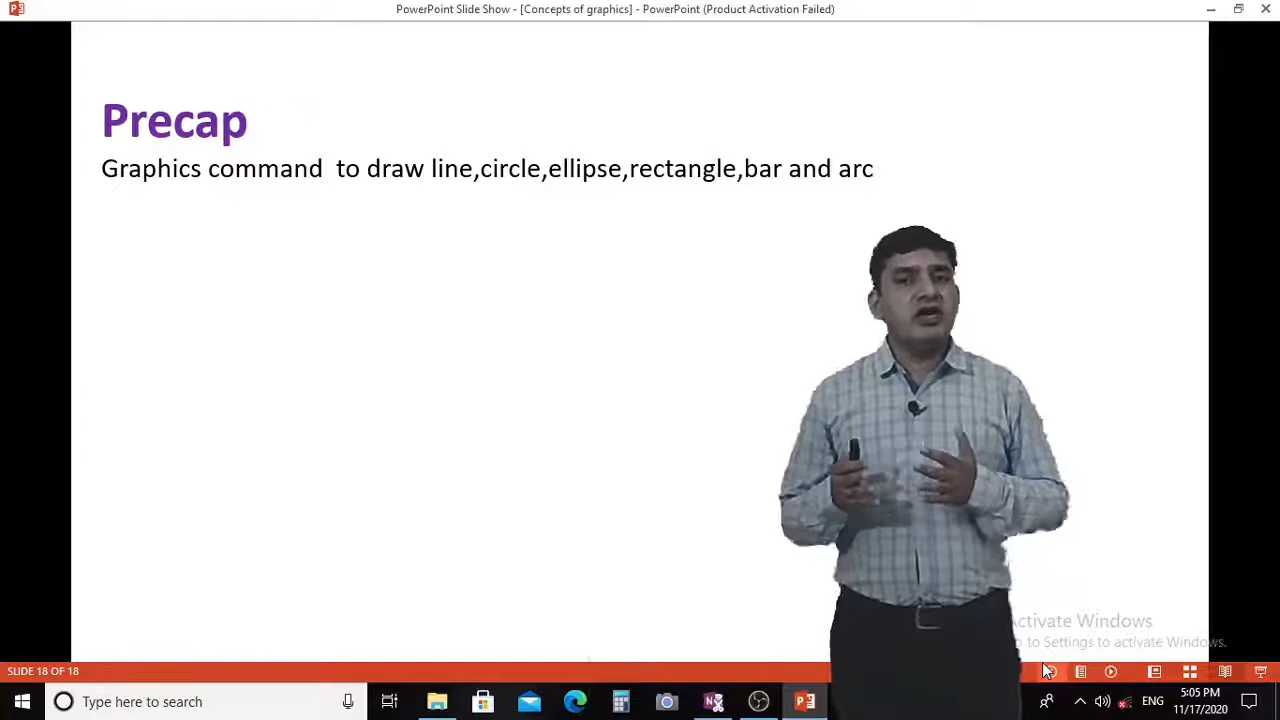 PowerPoint Slide Show - [Concepts of graphics] - PowerPoint (Product Activation Failed)
Precap
Graphics command  to draw line,circle,ellipse,rectangle,bar and arc
ctivate Windows
to Settings to activate Windows.
SLIDE 18 OF 18
Type here to search
ENG
5:05 PM
11/17/2020